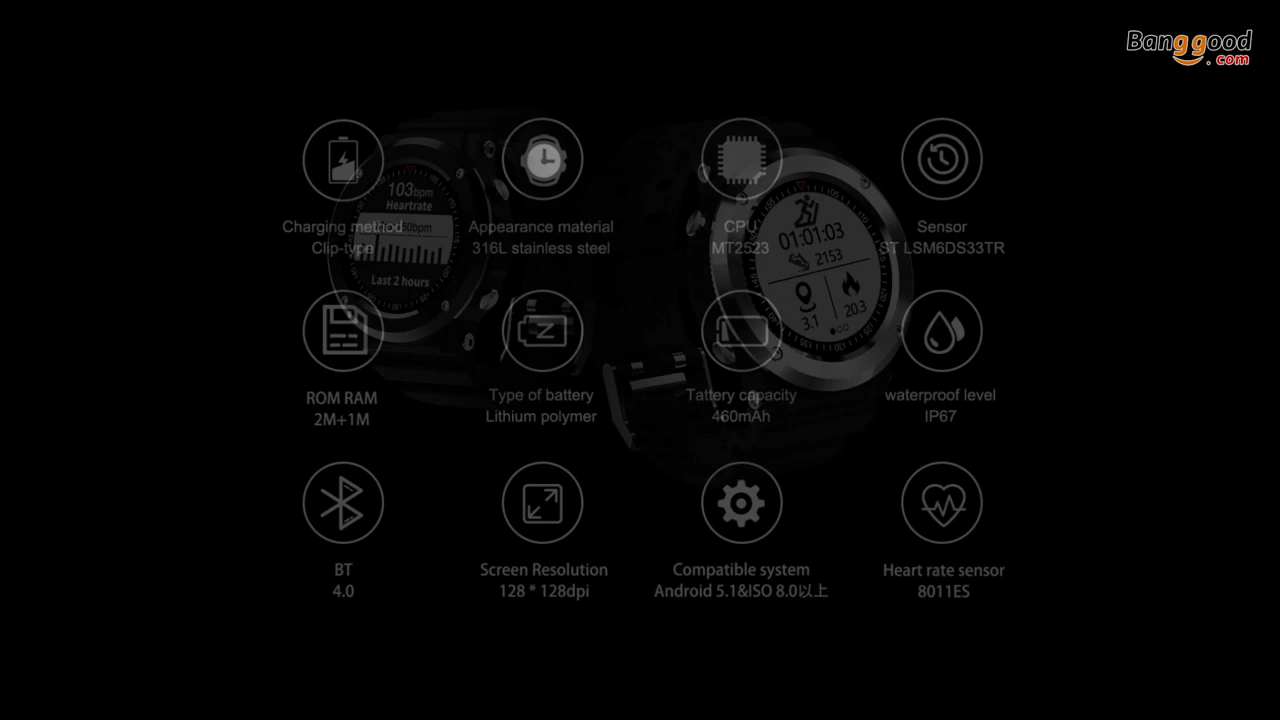 Banggood
.com
103bpm
Heartrate
60bpm
Last 2 hours
01:01:03
2153
3.1
20.3
Charging method
Clip-type
Appearance material
316L stainless steel
CPU
MT2523
Sensor
ST LSM6DS33TR
ROM RAM
2M+1M
Type of battery
Lithium polymer
Tattery capacity
460mAh
waterproof level
IP67
BT
4.0
Screen Resolution
128 * 128dpi
Compatible system
Android 5.1&ISO 8.0以上
Heart rate sensor
8011ES